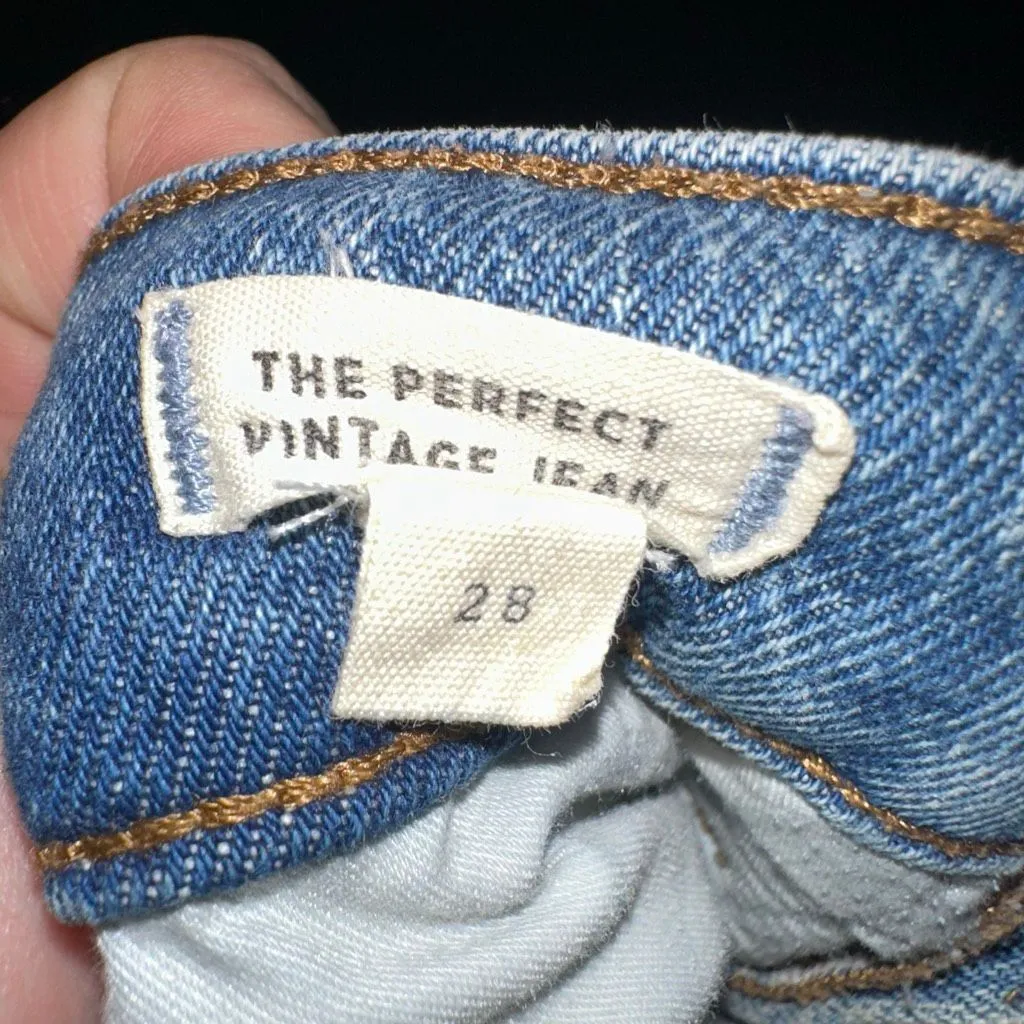 THE PERFECT
VINTAGE JEAN
28